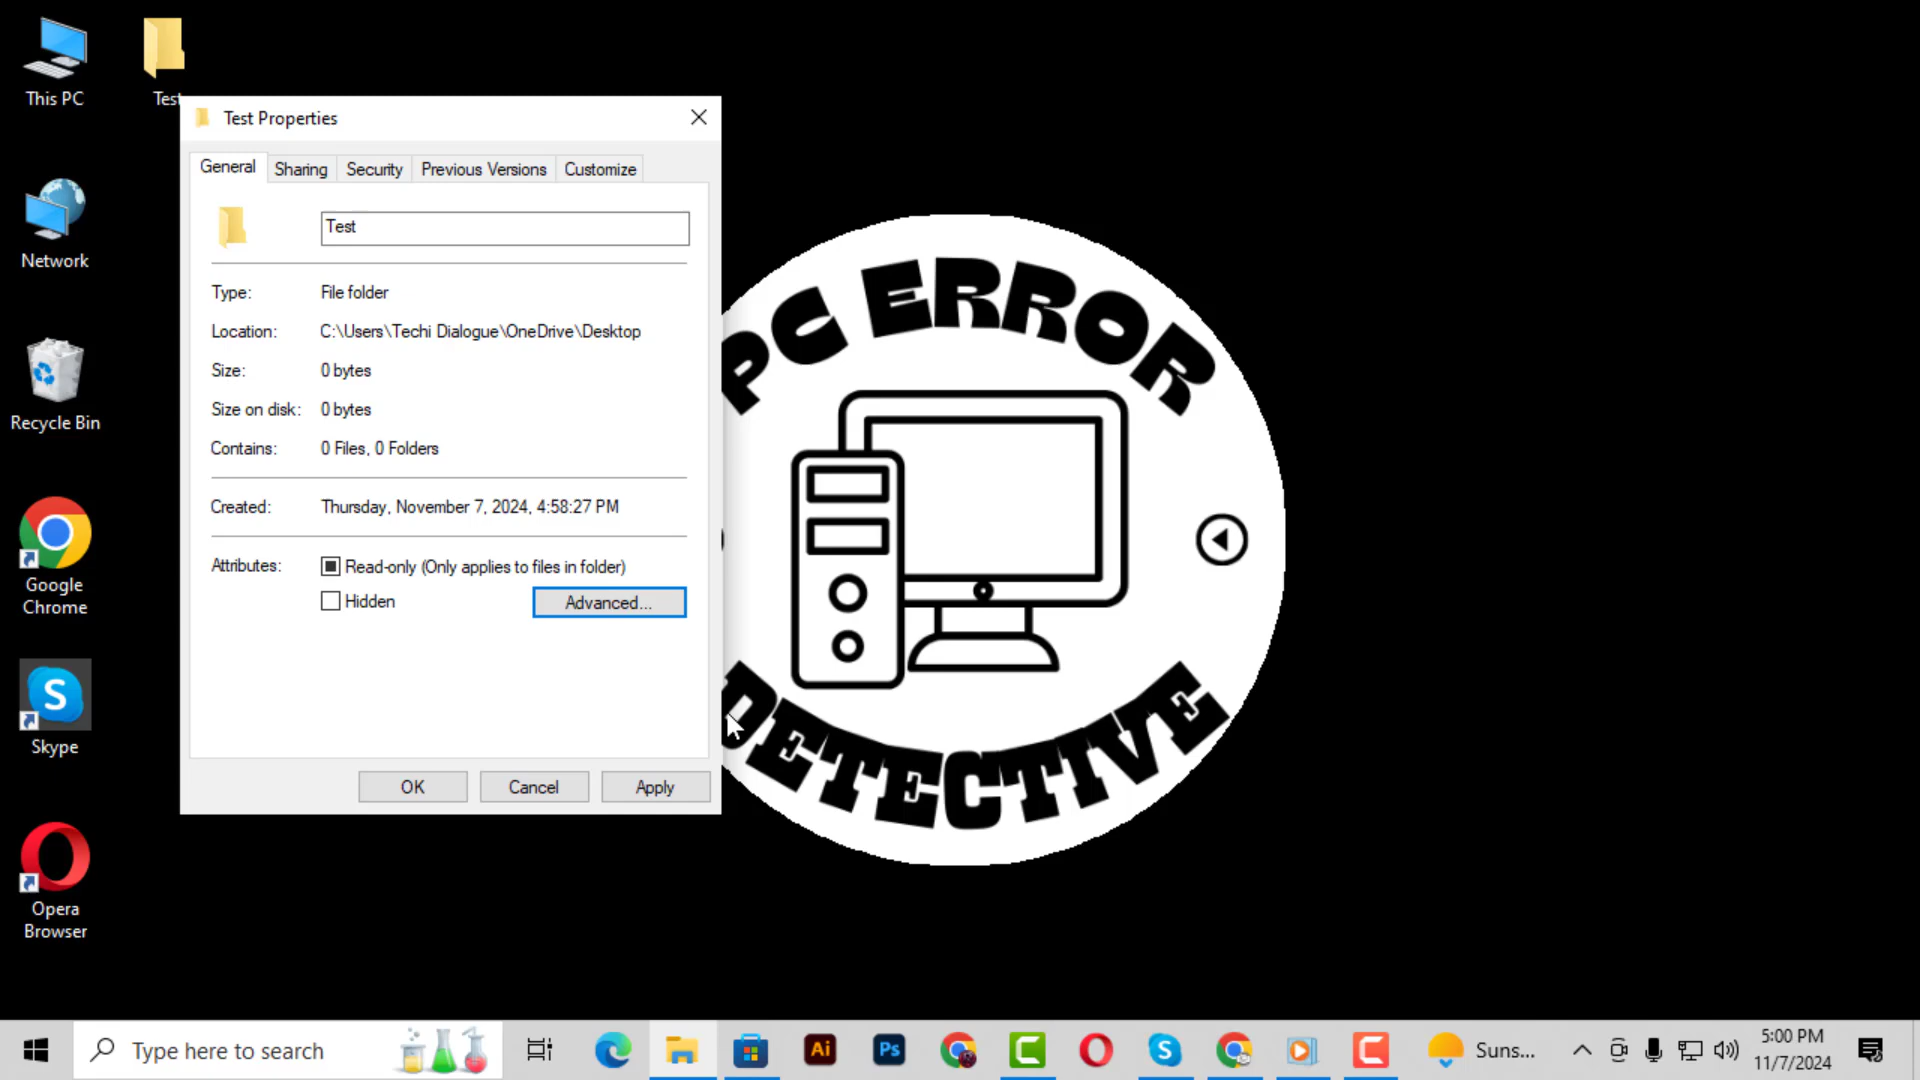 This PC
Test
Network
Recycle Bin
Google
Chrome
Skype
Opera
Browser
Test Properties
General
Sharing
Security
Previous Versions
Customize
Test
Type:
File folder
Location:
C:\Users\Techi Dialogue\OneDrive\Desktop
Size:
0 bytes
Size on disk:
0 bytes
Contains:
0 Files, 0 Folders
Created:
Thursday, November 7, 2024, 4:58:27 PM
Attributes:
Read-only (Only applies to files in folder)
Hidden
Advanced...
OK
Cancel
Apply
PC ERROR
DETECTIVE
Type here to search
Ai
Ps
Suns...
5:00 PM
11/7/2024